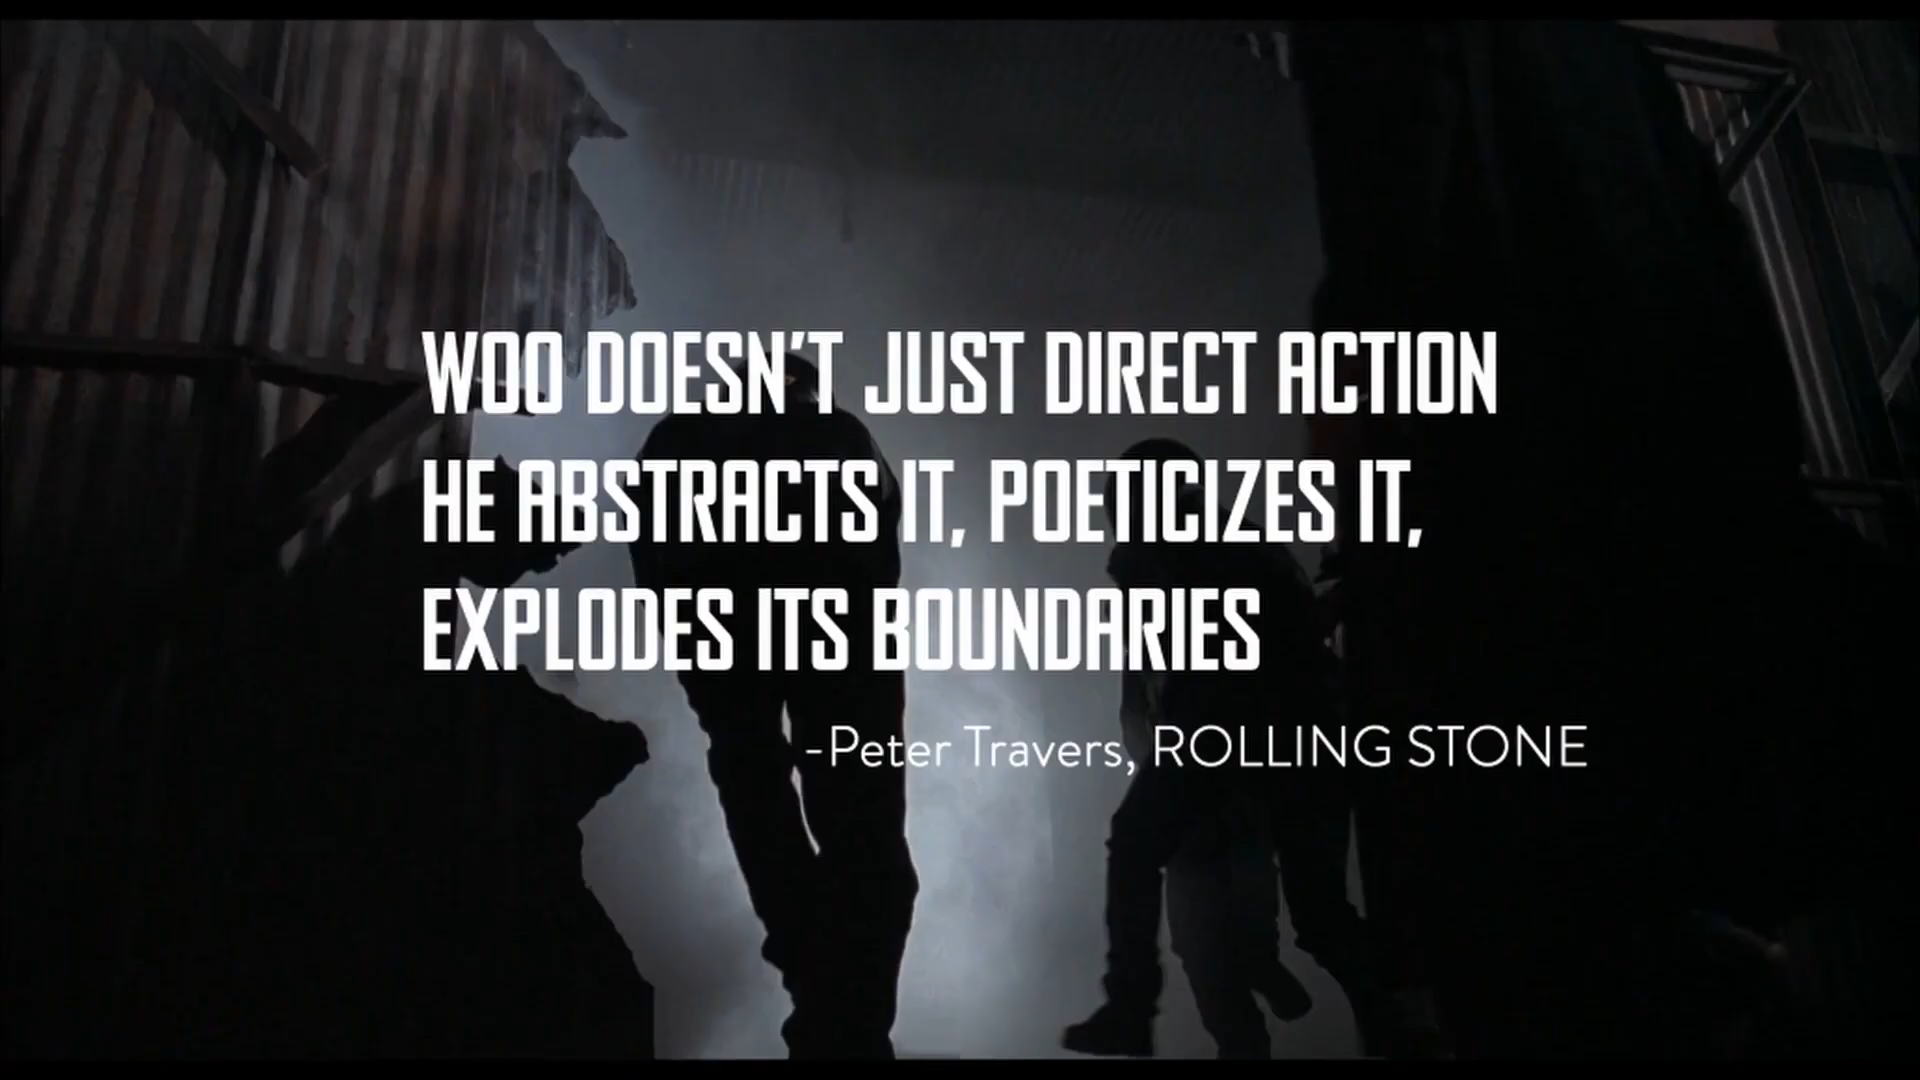 WOO DOESN’T JUST DIRECT ACTION
HE ABSTRACTS IT, POETICIZES IT,
EXPLODES ITS BOUNDARIES
-Peter Travers, ROLLING STONE